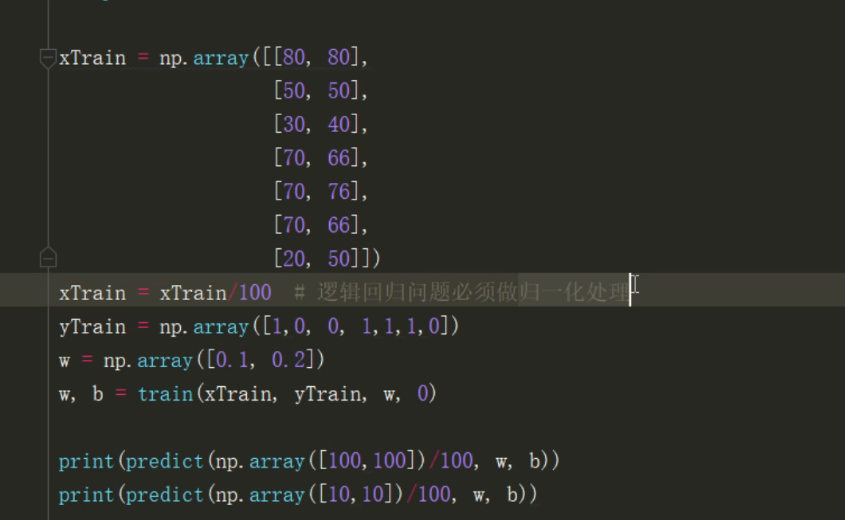 xTrain = np.array([[80, 80],
[50, 50],
[30, 40],
[70, 66],
[70, 76],
[70, 66],
[20, 50]])
xTrain = xTrain/100  # 逻辑回归问题必须做归一化处理
yTrain = np.array([1,0, 0, 1,1,1,0])
w = np.array([0.1, 0.2])
w, b = train(xTrain, yTrain, w, 0)
print(predict(np.array([100,100])/100, w, b))
print(predict(np.array([10,10])/100, w, b))